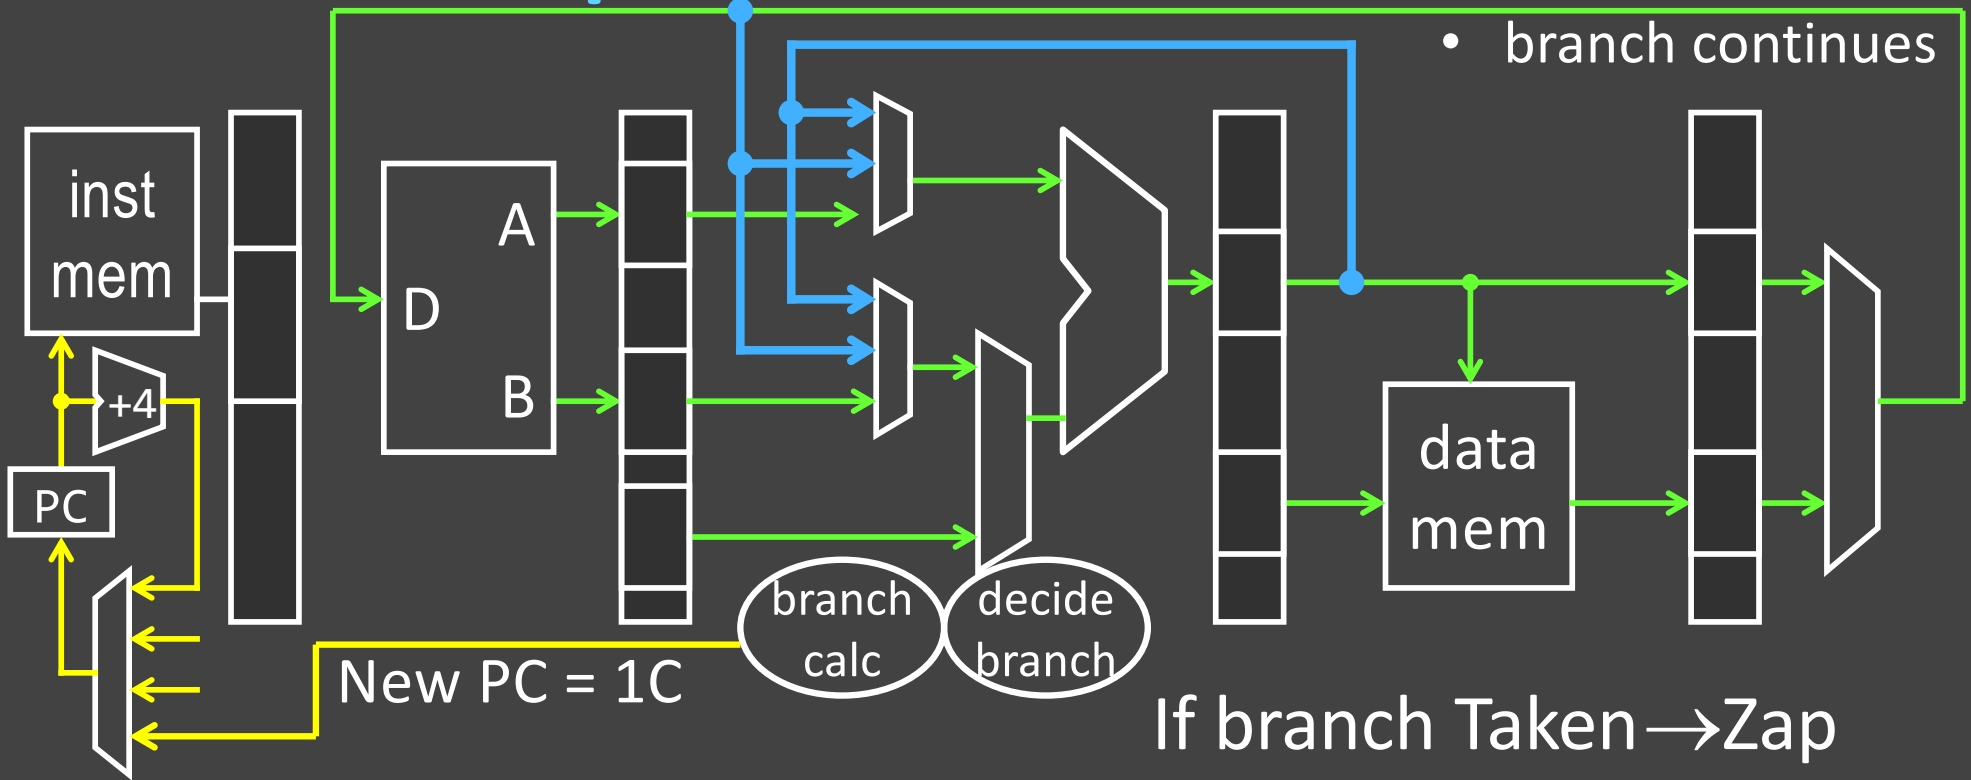 • branch continues
inst
mem
A
D
B
+4
PC
data
mem
branch
calc
decide
branch
New PC = 1C
If branch Taken→Zap